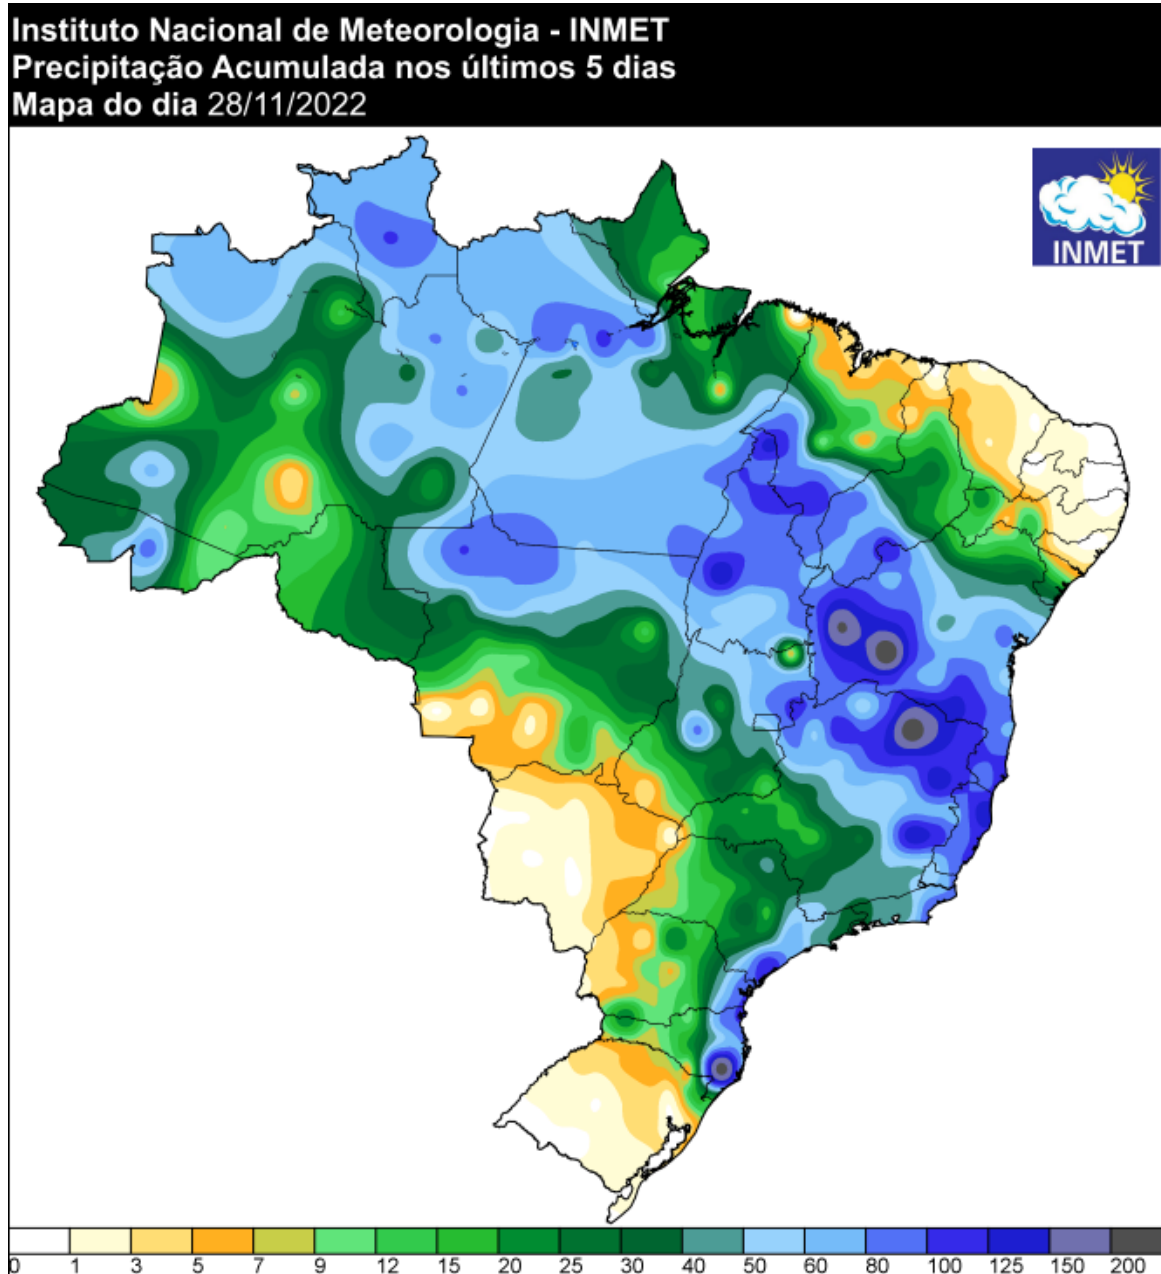 Instituto Nacional de Meteorologia - INMET
Precipitação Acumulada nos últimos 5 dias
Mapa do dia 28/11/2022
INMET
0 1 3 5 7 9 12 15 20 25 30 40 50 60 80 100 125 150 200